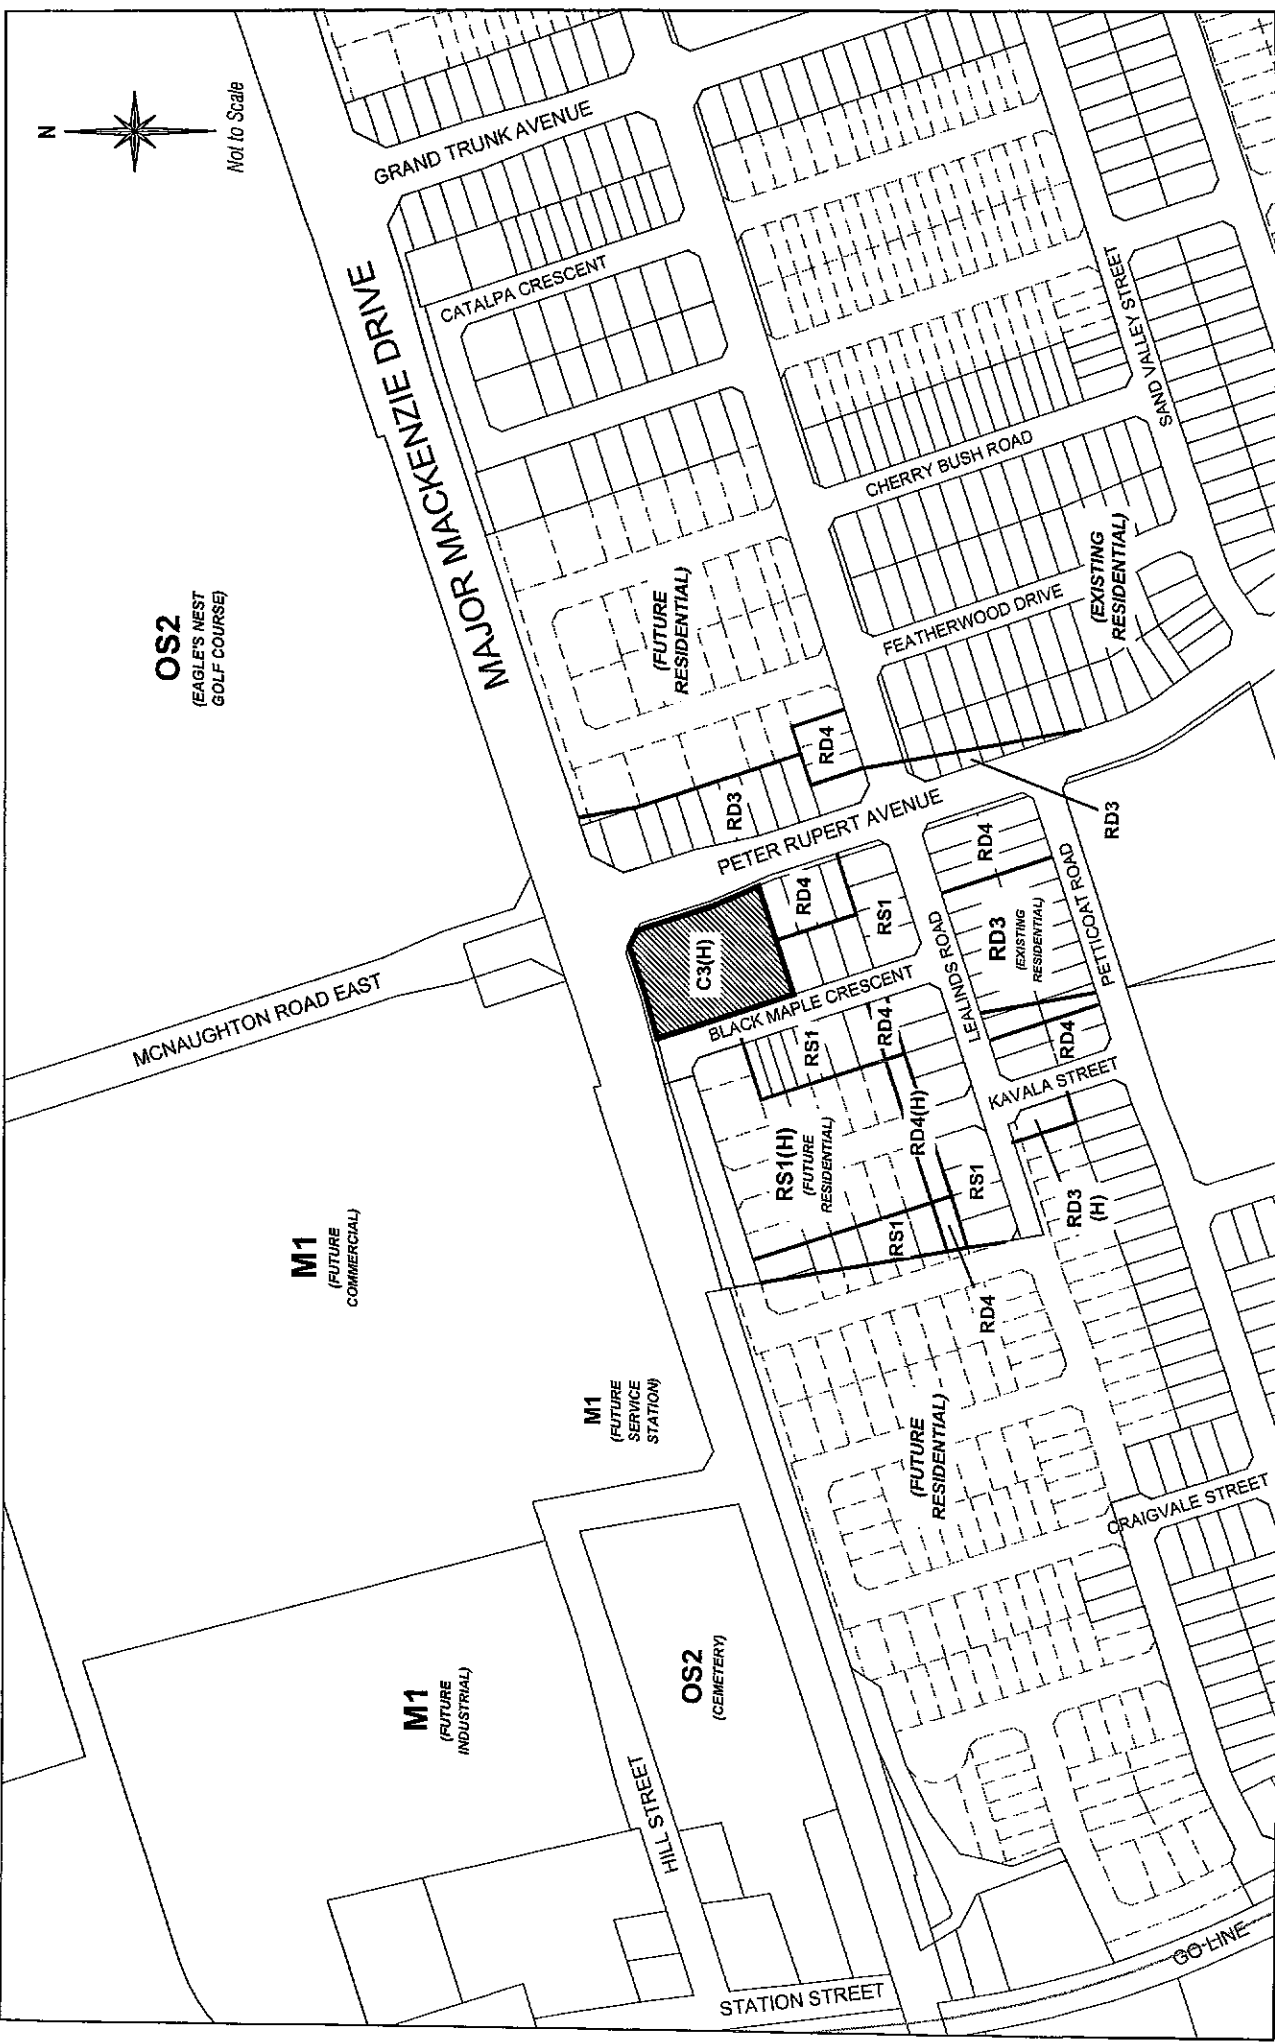 N
Not to Scale
OS2
(EAGLE'S NEST
GOLF COURSE)
MAJOR MACKENZIE DRIVE
GRAND TRUNK AVENUE
CATALPA CRESCENT
MCNAUGHTON ROAD EAST
M1
(FUTURE
COMMERCIAL)
M1
(FUTURE
SERVICE
STATION)
M1
(FUTURE
INDUSTRIAL)
OS2
(CEMETERY)
HILL STREET
STATION STREET
GO LINE
CRAIGVALE STREET
(FUTURE
RESIDENTIAL)
RD4
RS1
RS1
RD4(H)
RS1(H)
(FUTURE
RESIDENTIAL)
RD3
(H)
KAVALA STREET
RD4
RD4
RS1
BLACK MAPLE CRESCENT
C3(H)
RD4
RS1
LEALINDS ROAD
RD3
(EXISTING
RESIDENTIAL)
PETTICOAT ROAD
RD4
RD3
PETER RUPERT AVENUE
RD3
RD4
(FUTURE
RESIDENTIAL)
FEATHERWOOD DRIVE
(EXISTING
RESIDENTIAL)
CHERRY BUSH ROAD
SAND VALLEY STREET